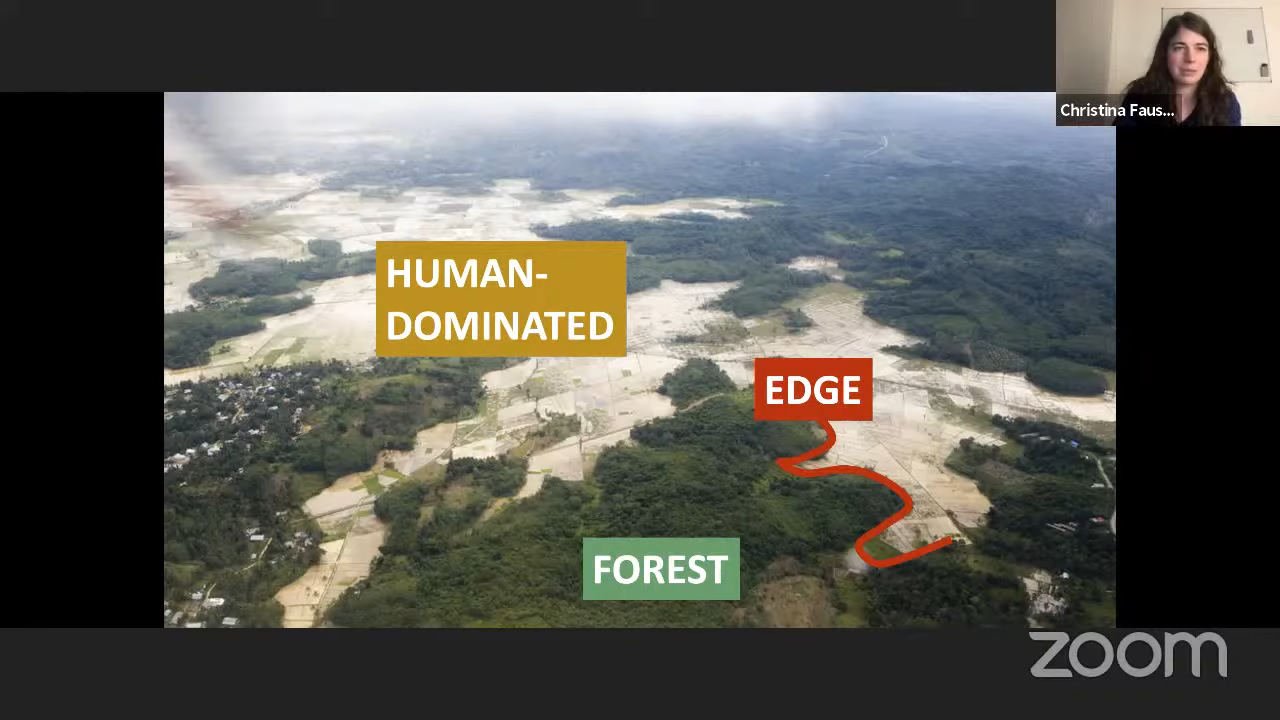 Christina Faus...
HUMAN-
DOMINATED
EDGE
FOREST
zoom